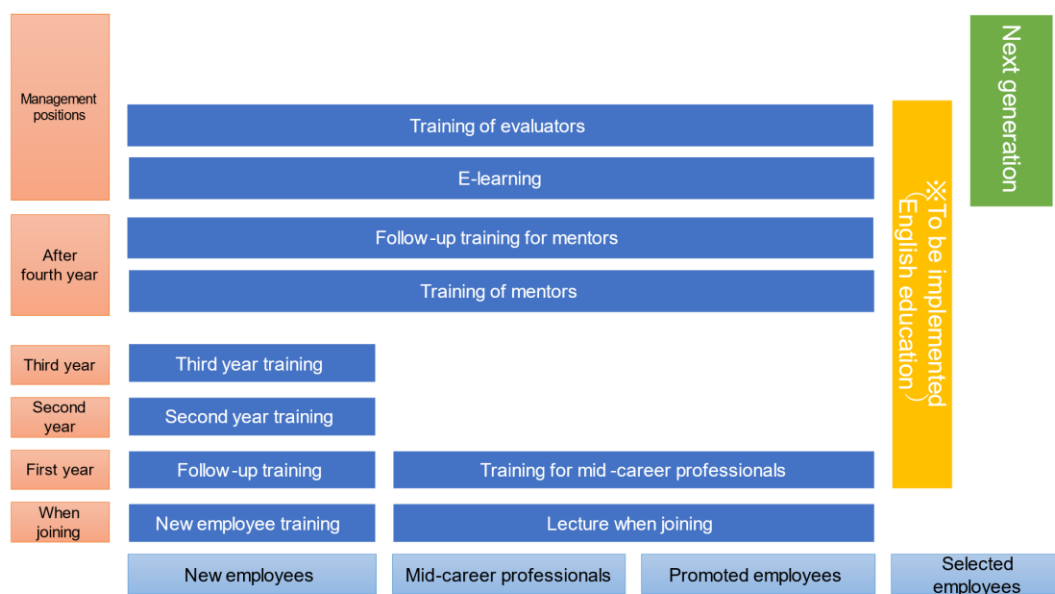 Management
positions
Training of evaluators
E-learning
Next generation
After
fourth year
Follow-up training for mentors
Training of mentors
※To be implemented
(English education)
Third year
Third year training
Second
year
Second year training
First year
Follow-up training
Training for mid-career professionals
When
joining
New employee training
Lecture when joining
New employees
Mid-career professionals
Promoted employees
Selected
employees